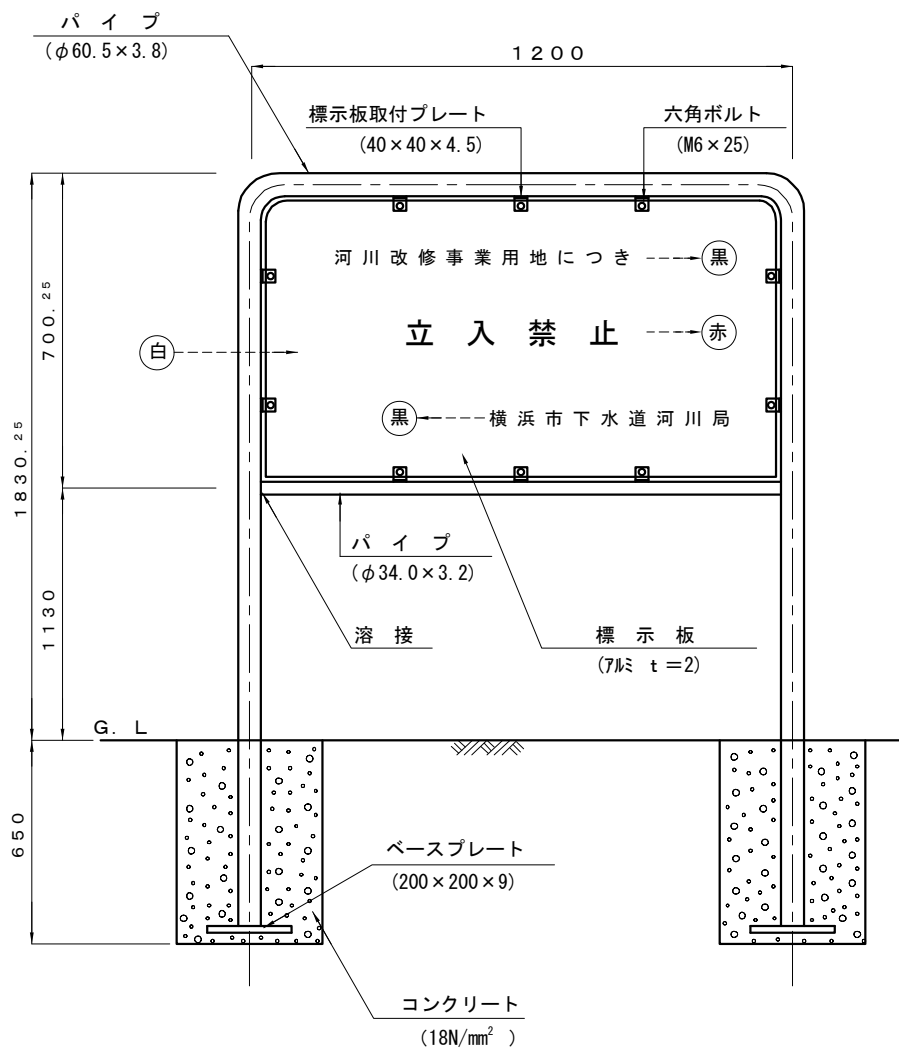 パイプ
(φ60.5×3.8)
1200
標示板取付プレート
(40×40×4.5)
六角ボルト
(M6×25)
河川改修事業用地につき
黒
700.25
立入禁止
赤
白
黒
横浜市下水道河川局
1830.25
パイプ
(φ34.0×3.2)
1130
溶接
標示板
(アルミ t=2)
G.L
650
ベースプレート
(200×200×9)
コンクリート
(18N/mm²)